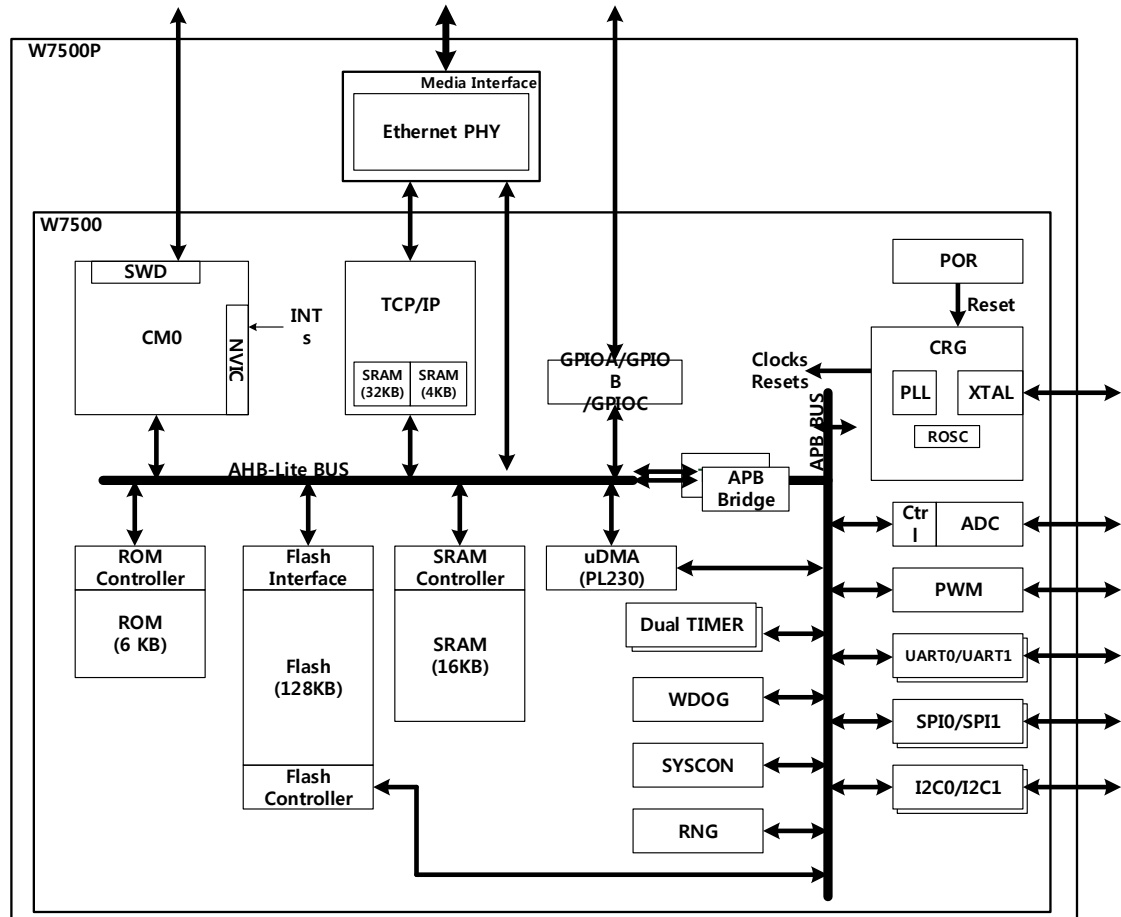 W7500P
Media Interface
Ethernet PHY
W7500
SWD
CM0
NVIC
INT
s
TCP/IP
SRAM
(32KB)
SRAM
(4KB)
GPIOA/GPIO
B
/GPIOC
POR
Reset
CRG
PLL
XTAL
ROSC
Clocks
Resets
APB BUS
AHB-Lite BUS
APB
Bridge
ROM
Controller
ROM
(6 KB)
Flash
Interface
Flash
(128KB)
Flash
Controller
SRAM
Controller
SRAM
(16KB)
uDMA
(PL230)
Dual TIMER
WDOG
SYSCON
RNG
Ctr
l
ADC
PWM
UART0/UART1
SPI0/SPI1
I2C0/I2C1